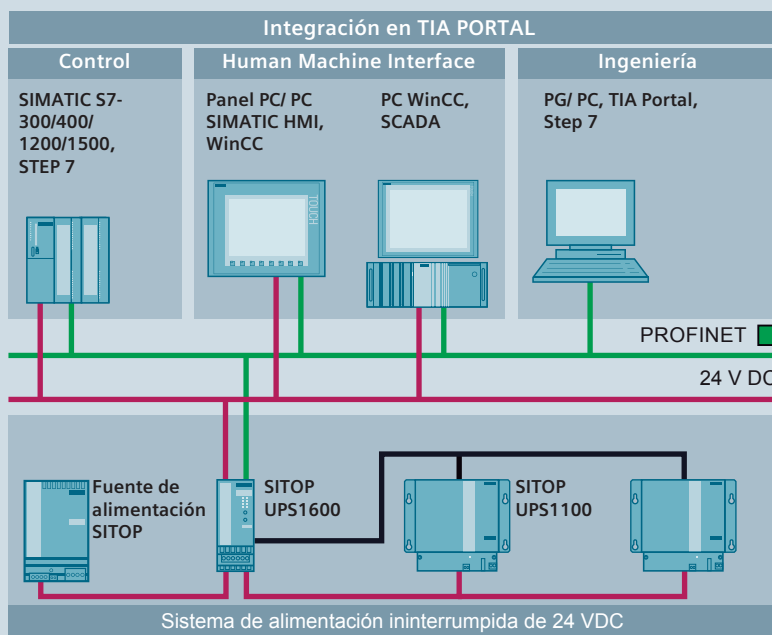 Integración en TIA PORTAL
Control
Human Machine Interface
Ingeniería
SIMATIC S7-
300/400/
1200/1500,
STEP 7
Panel PC/ PC
SIMATIC HMI,
WinCC
PC WinCC,
SCADA
PG/ PC, TIA Portal,
Step 7
TOUCH
PROFINET
24 V DC
Fuente de
alimentación
SITOP
SITOP
UPS1600
SITOP
UPS1100
Sistema de alimentación ininterrumpida de 24 VDC